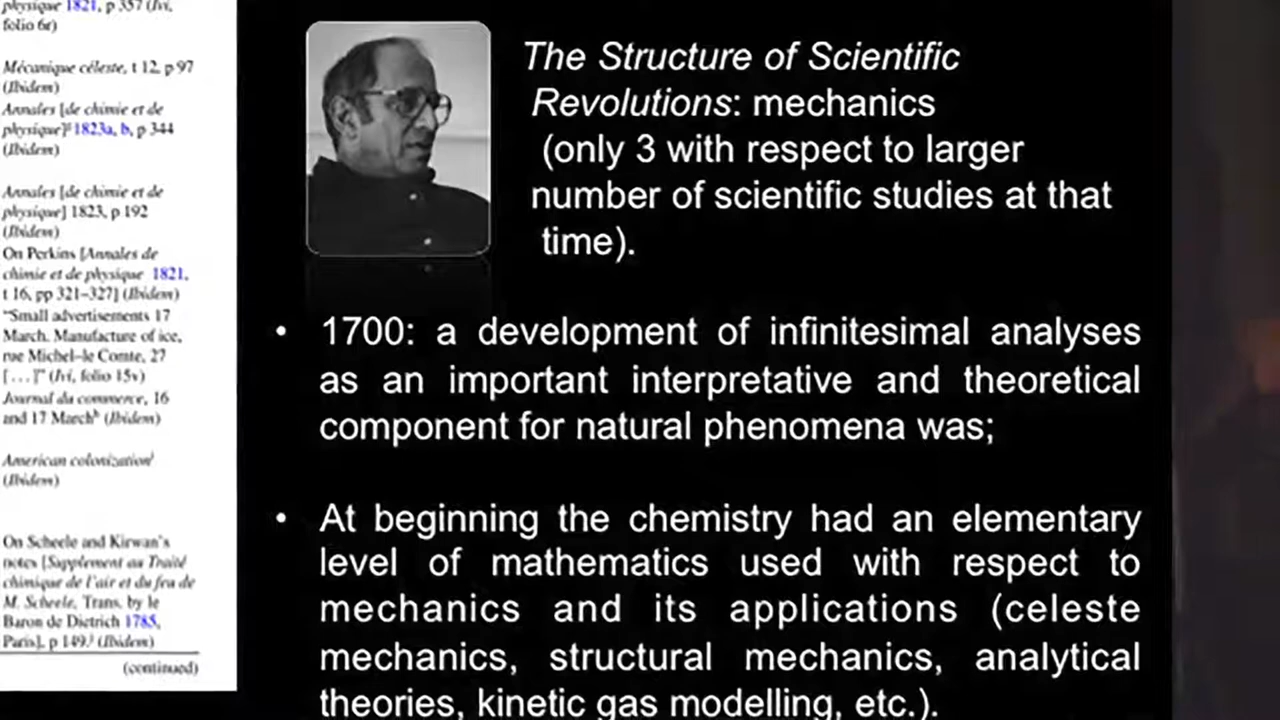 physique 1821, p 357 (Ivi,
folio 6r)
Mécanique céleste, t 12, p 97
(Ibidem)
Annales [de chimie et de
physique] 1823a, b, p 344
(Ibidem)
Annales [de chimie et de
physique] 1823, p 192
(Ibidem)
On Perkins [Annales de
chimie et de physique 1821,
t 16, pp 321–327] (Ibidem)
“Small advertisements 17
March. Manufacture of ice,
rue Michel–le Comte, 27
[…]” (Ivi, folio 15v)
Journal du commerce, 16
and 17 March (Ibidem)
American colonization
(Ibidem)
On Scheele and Kirwan's
notes [Supplement au Traité
chimique de l'air et du feu de
M. Scheele, Trans. by le
Baron de Dietrich 1785,
Paris], p 149. (Ibidem)
(continued)
The Structure of Scientific
Revolutions: mechanics
(only 3 with respect to larger
number of scientific studies at that
time).
• 1700: a development of infinitesimal analyses
as an important interpretative and theoretical
component for natural phenomena was;
• At beginning the chemistry had an elementary
level of mathematics used with respect to
mechanics and its applications (celeste
mechanics, structural mechanics, analytical
theories, kinetic gas modelling, etc.).